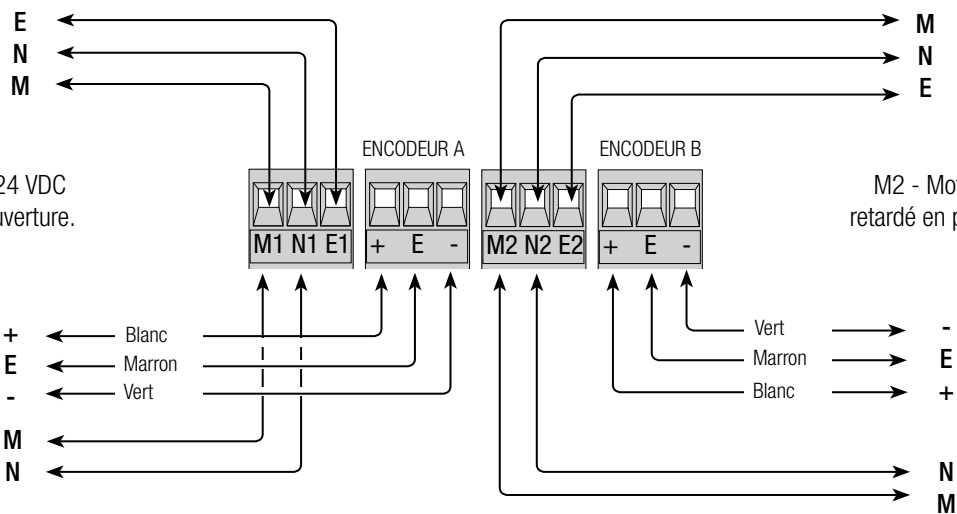 E
N
M
M
N
E
ENCODEUR A
ENCODEUR B
24 VDC
uverture.
M2 - Mo
retardé en p
M1 N1 E1
+ E -
M2 N2 E2
+ E -
+ Blanc
E Marron
- Vert
M
N
Vert -
Marron E
Blanc +
N
M